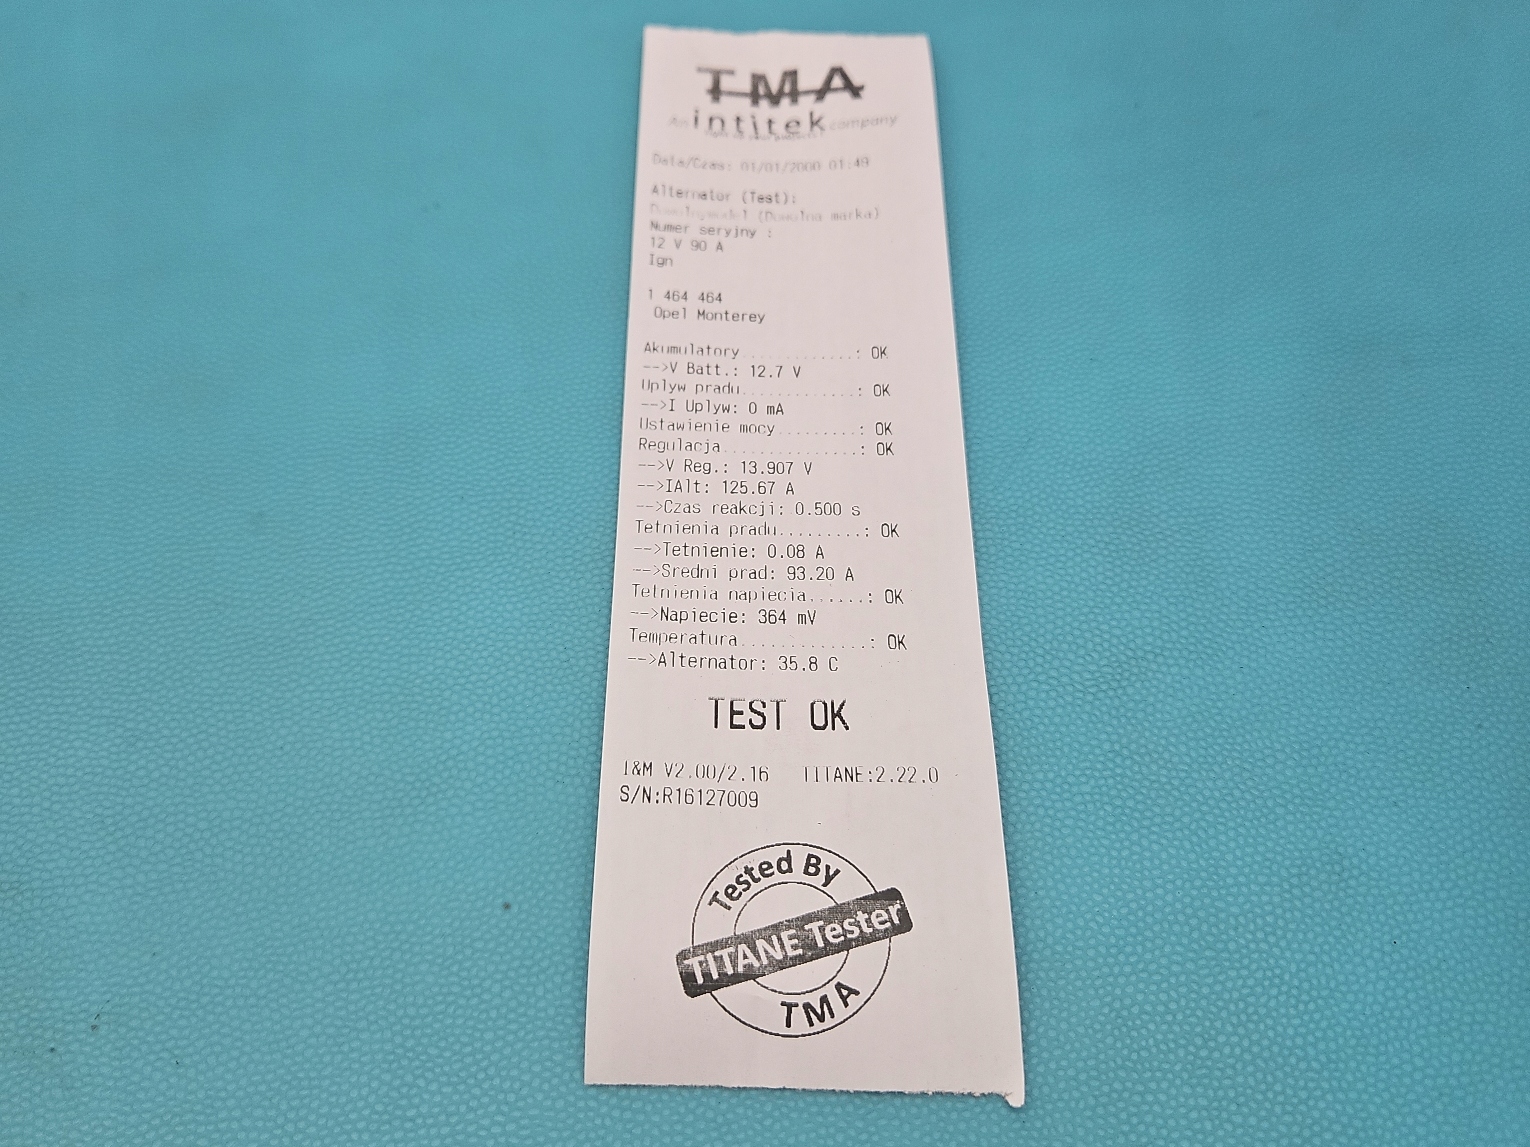 TMA
An intitek company
Data/Czas: 01/01/2000 01:49
Alternator (Test):
(Dowolna marka)
Numer seryjny :
12 V 90 A
Ign
1 464 464
Opel Monterey
Akumulatory.............: OK
-->V Batt.: 12.7 V
Uplyw pradu.............: OK
-->I Uplyw: 0 mA
Ustawienie mocy.........: OK
Regulacja...............: OK
-->V Reg.: 13.907 V
-->IAlt: 125.67 A
-->Czas reakcji: 0.500 s
Tetnienia pradu.........: OK
-->Tetnienie: 0.08 A
-->Sredni prad: 93.20 A
Tetnienia napiecia......: OK
-->Napiecie: 364 mV
Temperatura.............: OK
-->Alternator: 35.8 C
TEST OK
I&M V2.00/2.16 TITANE:2.22.0
S/N:R16127009
Tested By
TITANE Tester
TMA